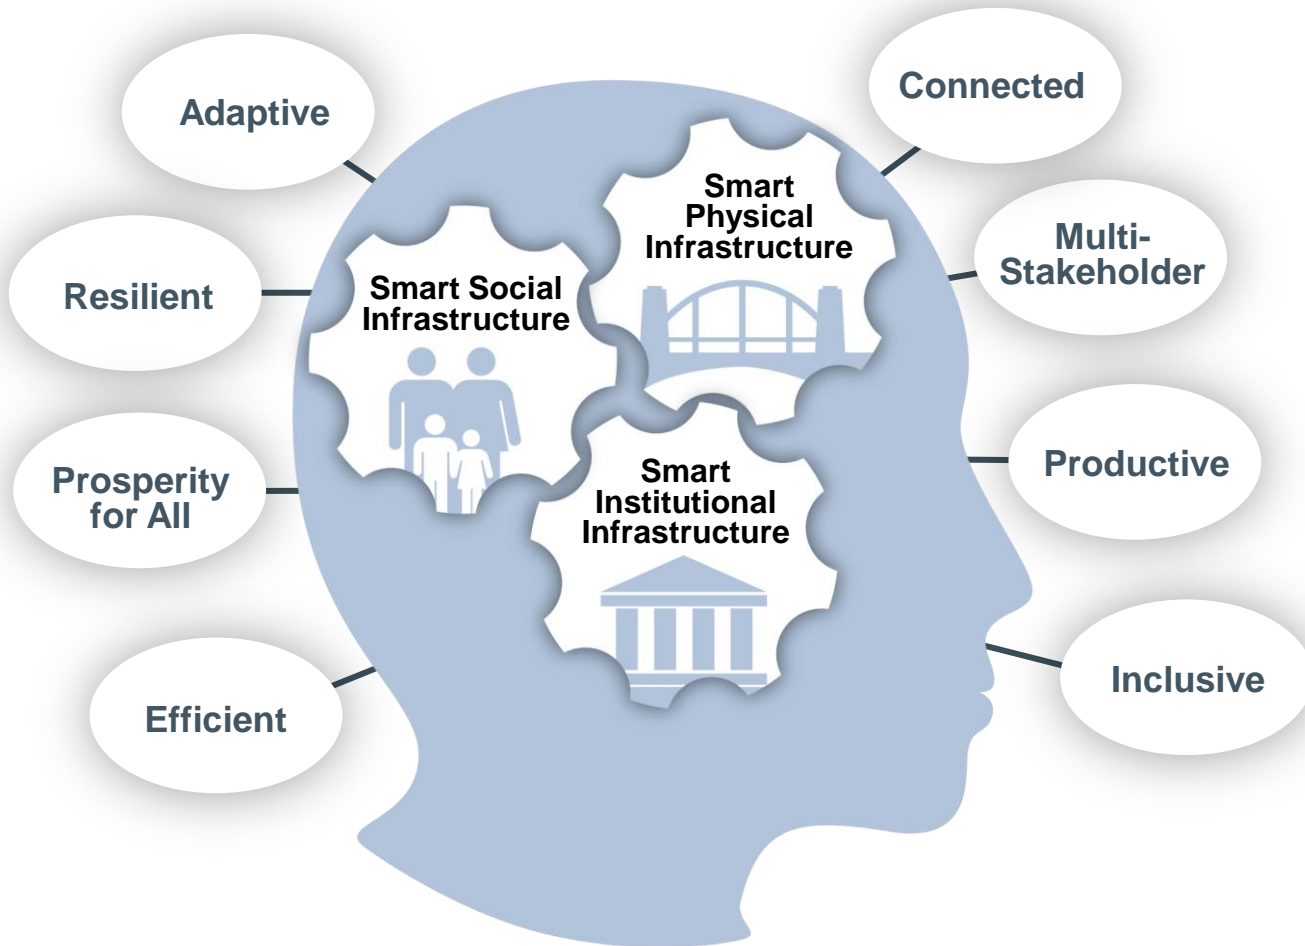 Adaptive
Connected
Resilient
Multi-
Stakeholder
Prosperity
for All
Productive
Efficient
Inclusive
Smart Social
Infrastructure
Smart
Physical
Infrastructure
Smart
Institutional
Infrastructure